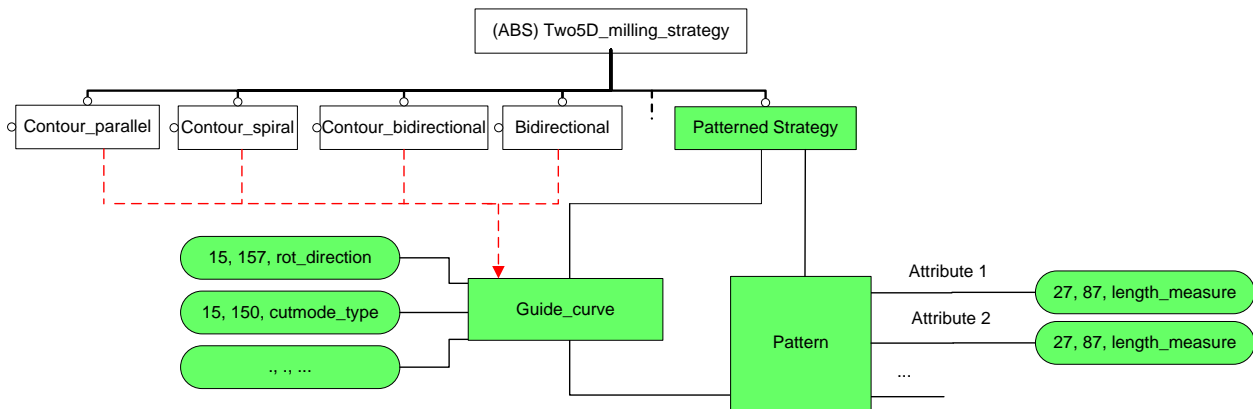 (ABS) Two5D_milling_strategy
Contour_parallel
Contour_spiral
Contour_bidirectional
Bidirectional
Patterned Strategy
15, 157, rot_direction
15, 150, cutmode_type
., ., ...
Guide_curve
Pattern
Attribute 1
27, 87, length_measure
Attribute 2
27, 87, length_measure
...